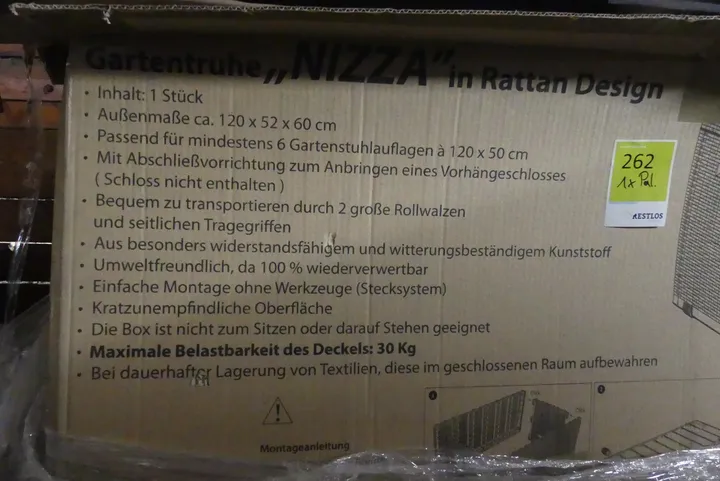 Gartentruhe „NIZZA“ in Rattan Design
• Inhalt: 1 Stück
• Außenmaße ca. 120 x 52 x 60 cm
• Passend für mindestens 6 Gartenstuhlauflagen à 120 x 50 cm
• Mit Abschließvorrichtung zum Anbringen eines Vorhängeschlosses
( Schloss nicht enthalten )
• Bequem zu transportieren durch 2 große Rollwalzen
und seitlichen Tragegriffen
• Aus besonders widerstandsfähigem und witterungsbeständigem Kunststoff
• Umweltfreundlich, da 100 % wiederverwertbar
• Einfache Montage ohne Werkzeuge (Stecksystem)
• Kratzunempfindliche Oberfläche
• Die Box ist nicht zum Sitzen oder darauf Stehen geeignet
• Maximale Belastbarkeit des Deckels: 30 Kg
• Bei dauerhafter Lagerung von Textilien, diese im geschlossenen Raum aufbewahren
262
1x Pal.
RESTLOS
Montageanleitung